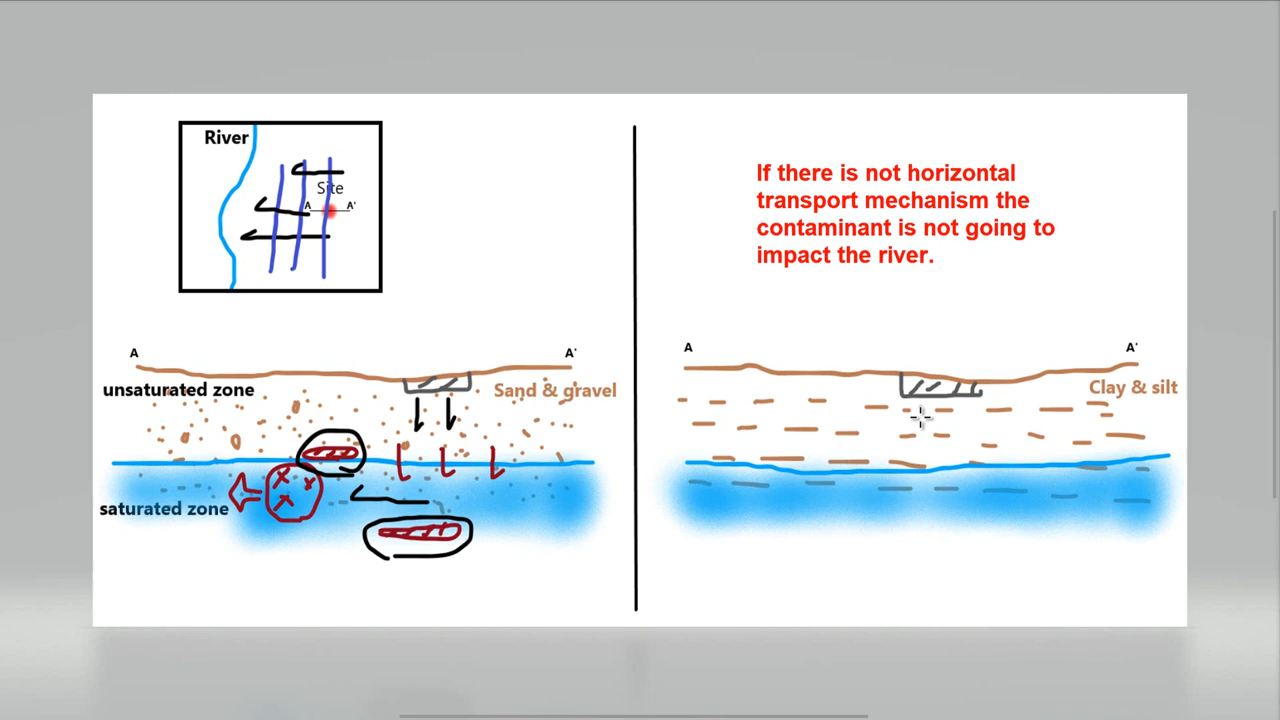 River
Site
A A'
If there is not horizontal
transport mechanism the
contaminant is not going to
impact the river.
A A'
unsaturated zone
Sand & gravel
saturated zone
A A'
Clay & silt